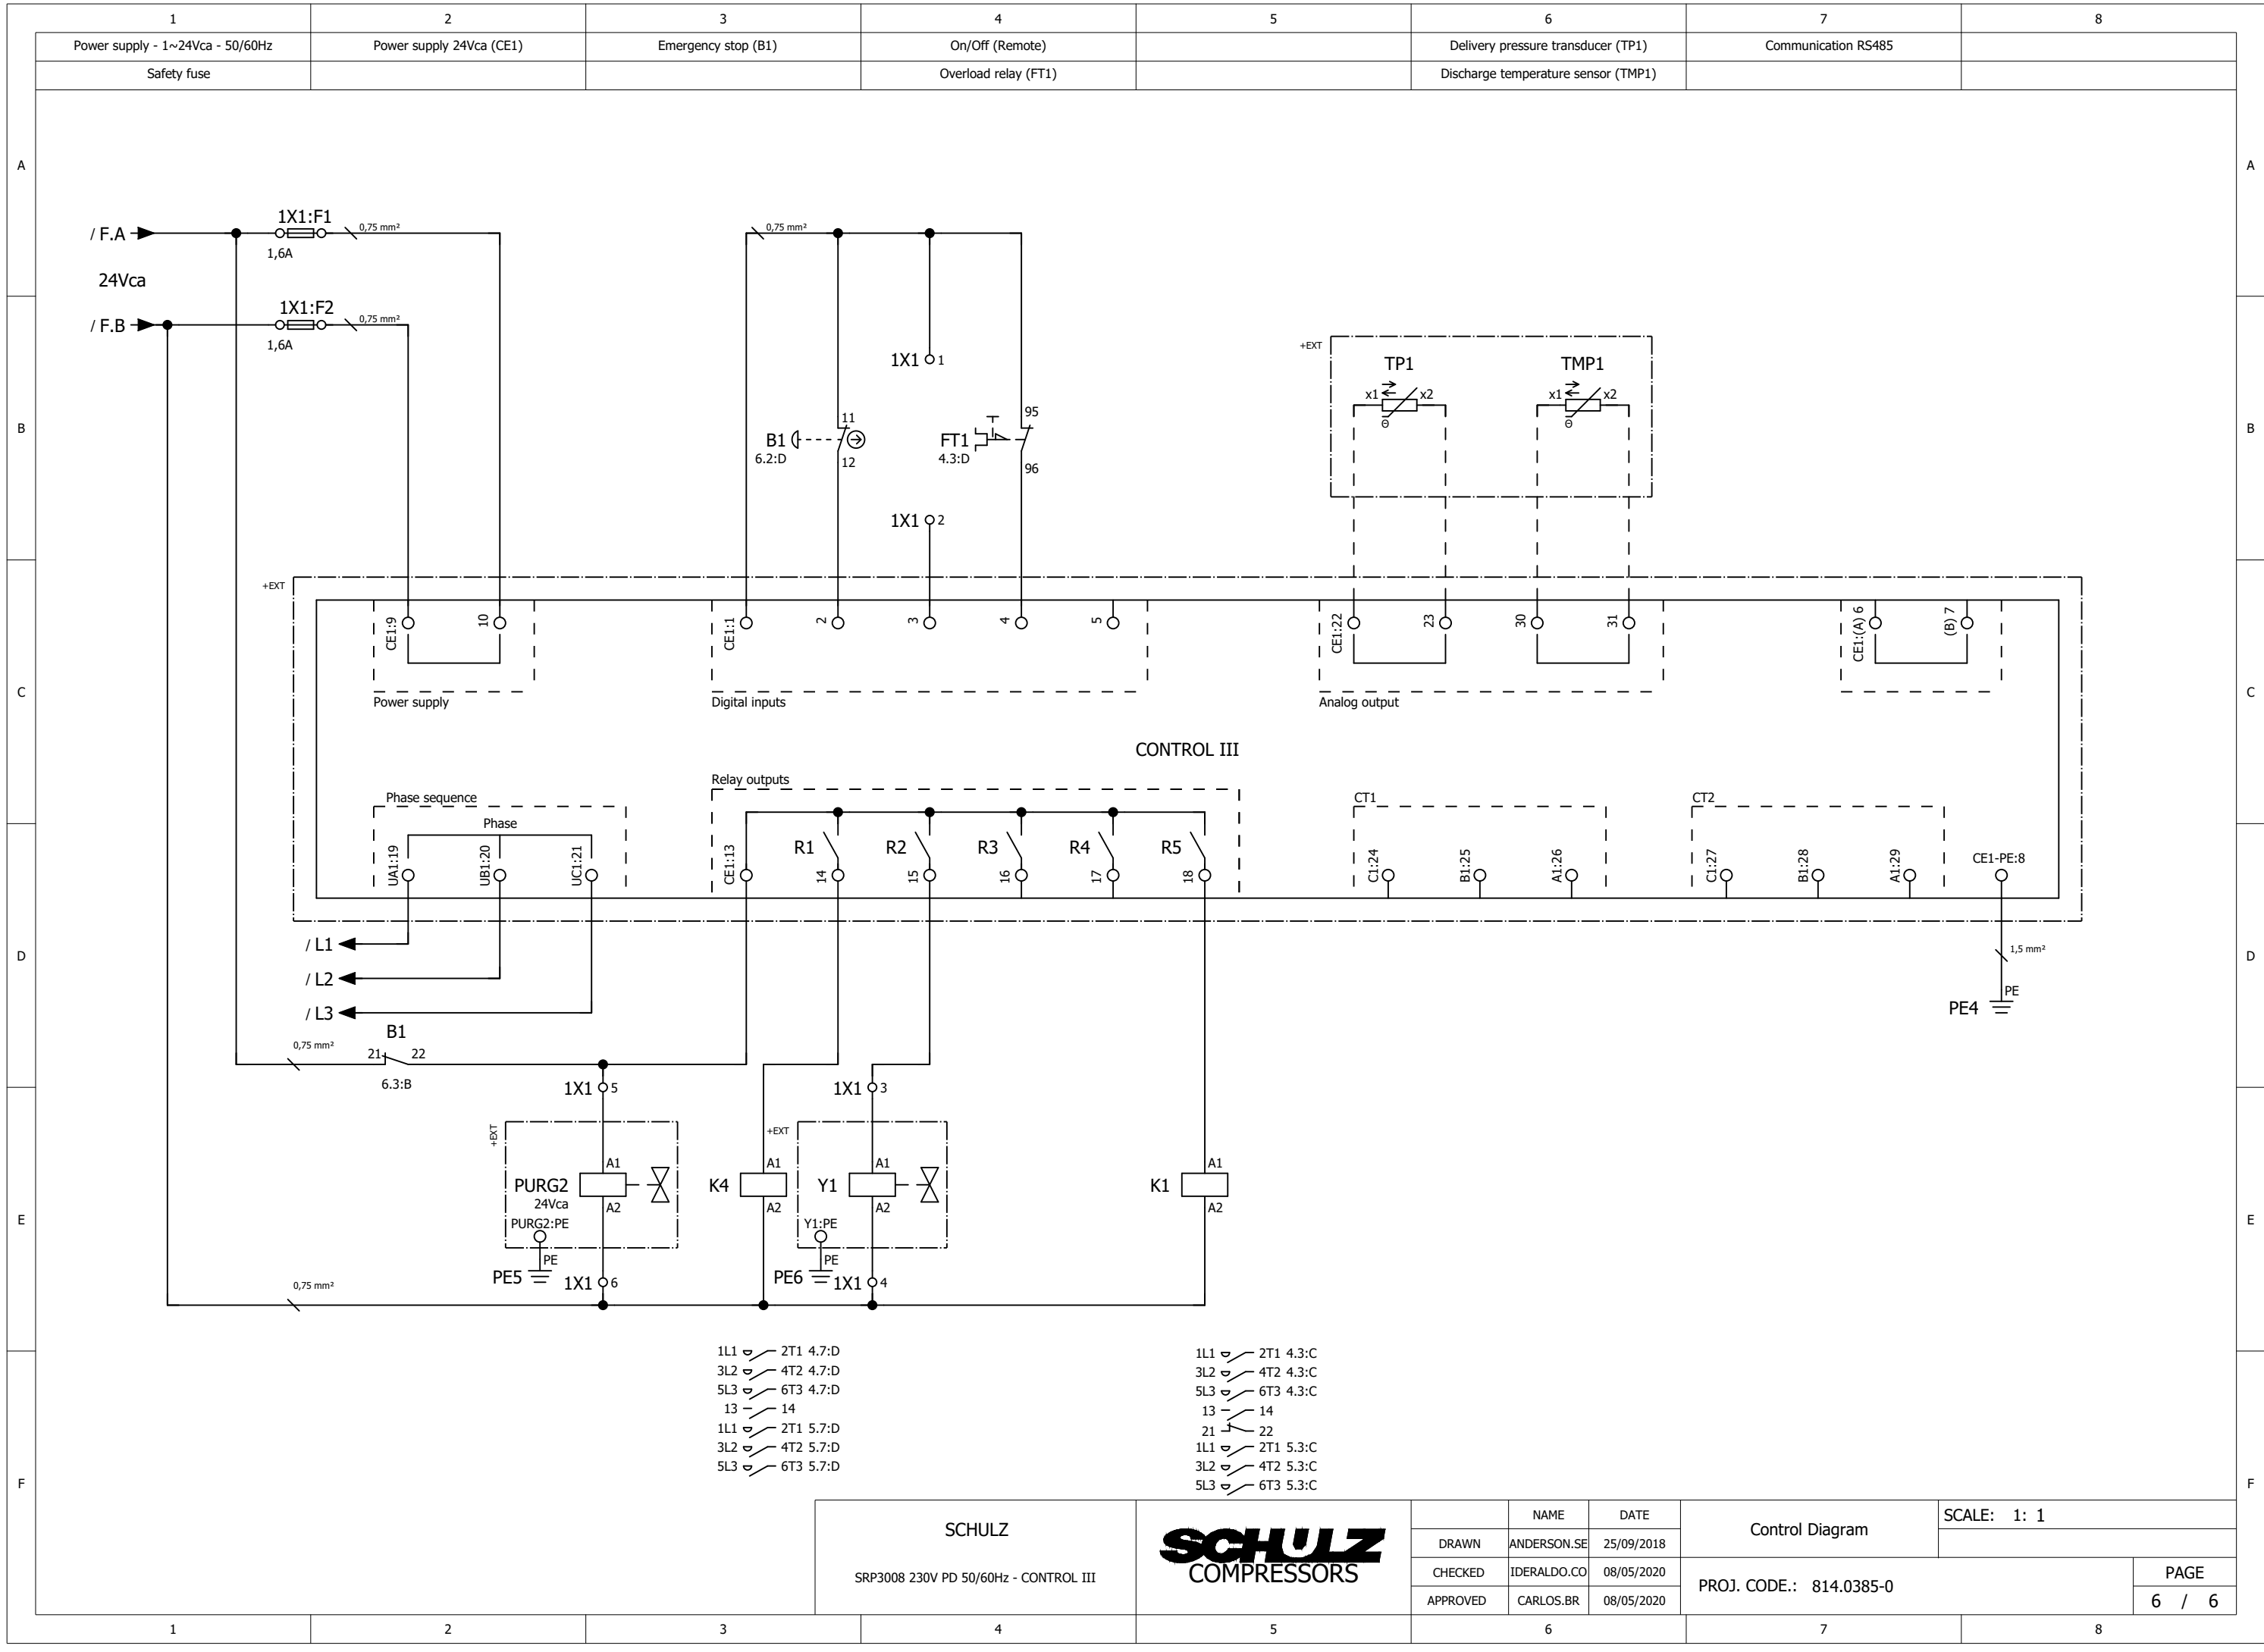 1 2 3 4 5 6 7 8
Power supply - 1~24Vca - 50/60Hz
Power supply 24Vca (CE1)
Emergency stop (B1)
On/Off (Remote)
Delivery pressure transducer (TP1)
Communication RS485
Safety fuse
Overload relay (FT1)
Discharge temperature sensor (TMP1)
A A
/ F.A
1X1:F1
0,75 mm²
1,6A
0,75 mm²
24Vca
/ F.B
1X1:F2
0,75 mm²
1,6A
1X1 1
+EXT
TP1
TMP1
x1 x2
x1 x2
Θ
Θ
B B
B1
6.2:D
11
12
FT1
4.3:D
95
96
1X1 2
+EXT
CE1:9
10
CE1:1
2
3
4
5
CE1:22
23
30
31
CE1:(A) 6
(B) 7
Power supply
Digital inputs
Analog output
C C
CONTROL III
Phase sequence
Phase
UA1:19
UB1:20
UC1:21
Relay outputs
R1
R2
R3
R4
R5
CE1:13
14
15
16
17
18
CT1
C1:24
B1:25
A1:26
CT2
C1:27
B1:28
A1:29
CE1-PE:8
/ L1
/ L2
/ L3
D D
1,5 mm²
PE
PE4
0,75 mm²
B1
21 22
6.3:B
1X1 5
1X1 3
+EXT
PURG2
24Vca
A1
A2
PURG2:PE
PE
PE5
1X1 6
K4
A1
A2
+EXT
Y1
A1
A2
Y1:PE
PE
PE6
1X1 4
K1
A1
A2
E E
0,75 mm²
1L1 2T1 4.7:D
3L2 4T2 4.7:D
5L3 6T3 4.7:D
13 14
1L1 2T1 5.7:D
3L2 4T2 5.7:D
5L3 6T3 5.7:D
1L1 2T1 4.3:C
3L2 4T2 4.3:C
5L3 6T3 4.3:C
13 14
21 22
1L1 2T1 5.3:C
3L2 4T2 5.3:C
5L3 6T3 5.3:C
F F
SCHULZ
SRP3008 230V PD 50/60Hz - CONTROL III
SCHULZ
COMPRESSORS
NAME DATE
DRAWN ANDERSON.SE 25/09/2018
CHECKED IDERALDO.CO 08/05/2020
APPROVED CARLOS.BR 08/05/2020
Control Diagram
PROJ. CODE.: 814.0385-0
SCALE: 1: 1
PAGE
6 / 6
1 2 3 4 5 6 7 8